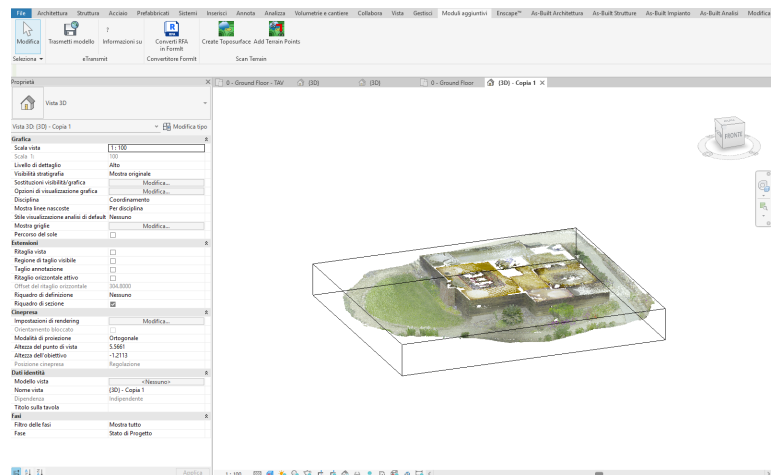 File Architettura Struttura Acciaio Prefabbricati Sistemi Inserisci Annota Analizza Volumetrie e cantiere Collabora Vista Gestisci Moduli aggiuntivi Enscape™ As-Built Architettura As-Built Strutture As-Built Impianto As-Built Analisi Modifica
Modifica Trasmetti modello Informazioni su Converti RFA in FormIt Create Toposurface Add Terrain Points
Seleziona eTransmit Convertitore FormIt Scan Terrain
Proprietà
0 - Ground Floor - TAV {3D} (3D) 0 - Ground Floor {3D} - Copia 1
Vista 3D
Vista 3D: {3D} - Copia 1 Modifica tipo
Grafica
Scala vista 1 : 100
Scala 1: 100
Livello di dettaglio Alto
Visibilità stratigrafia Mostra originale
Sostituzioni visibilità/grafica Modifica...
Opzioni di visualizzazione grafica Modifica...
Disciplina Coordinamento
Mostra linee nascoste Per disciplina
Stile visualizzazione analisi di default Nessuno
Mostra griglie Modifica...
Percorso del sole
Estensioni
Ritaglia vista
Regione di taglio visibile
Taglio annotazione
Ritaglio orizzontale attivo
Offset del ritaglio orizzontale 304.8000
Riquadro di definizione Nessuno
Riquadro di sezione
Cinepresa
Impostazioni di rendering Modifica...
Orientamento bloccato
Modalità di proiezione Ortogonale
Altezza del punto di vista 5.5661
Altezza dell'obiettivo -1.2113
Posizione cinepresa Regolazione
Dati identità
Modello vista <Nessuno>
Nome vista {3D} - Copia 1
Dipendenza Indipendente
Titolo sulla tavola
Fasi
Filtro delle fasi Mostra tutto
Fase Stato di Progetto
Applica
1 : 100
FRONTE